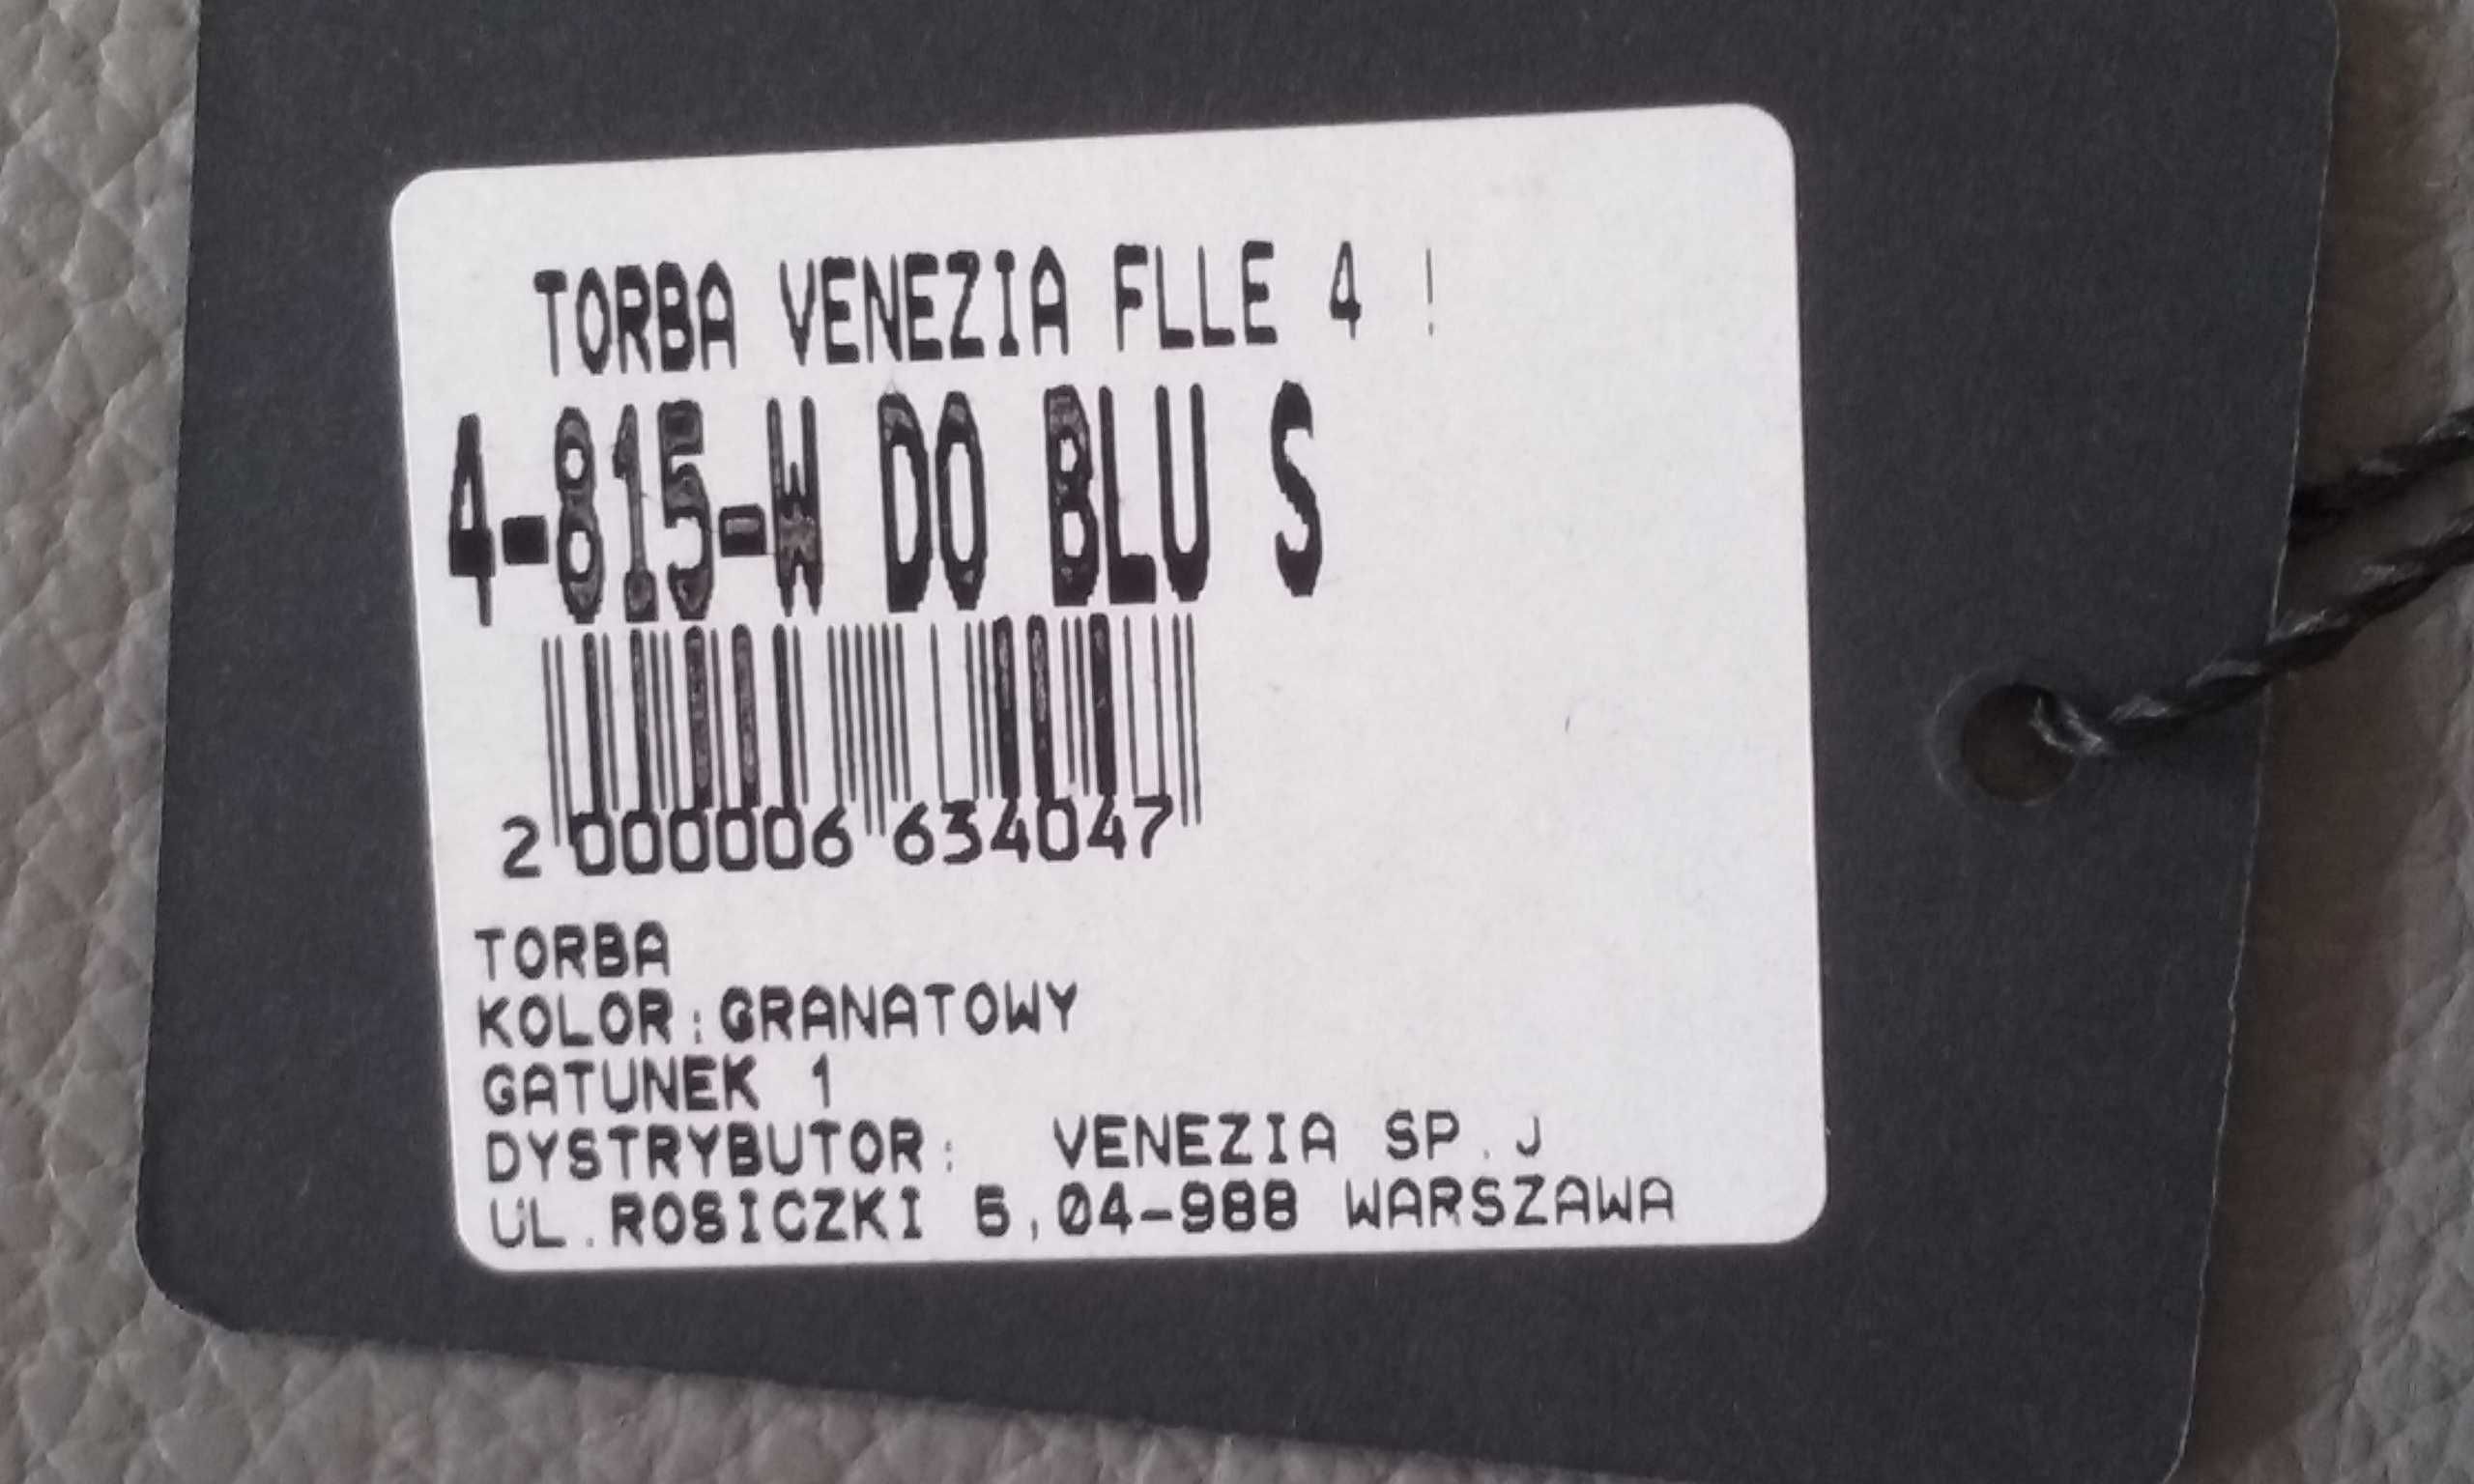 TORBA VENEZIA FLLE 4 !
4-815-W DO BLU S
2 000006 634047
TORBA
KOLOR:GRANATOWY
GATUNEK 1
DYSTRYBUTOR: VENEZIA SP.J
UL.ROSICZKI 5,04-988 WARSZAWA